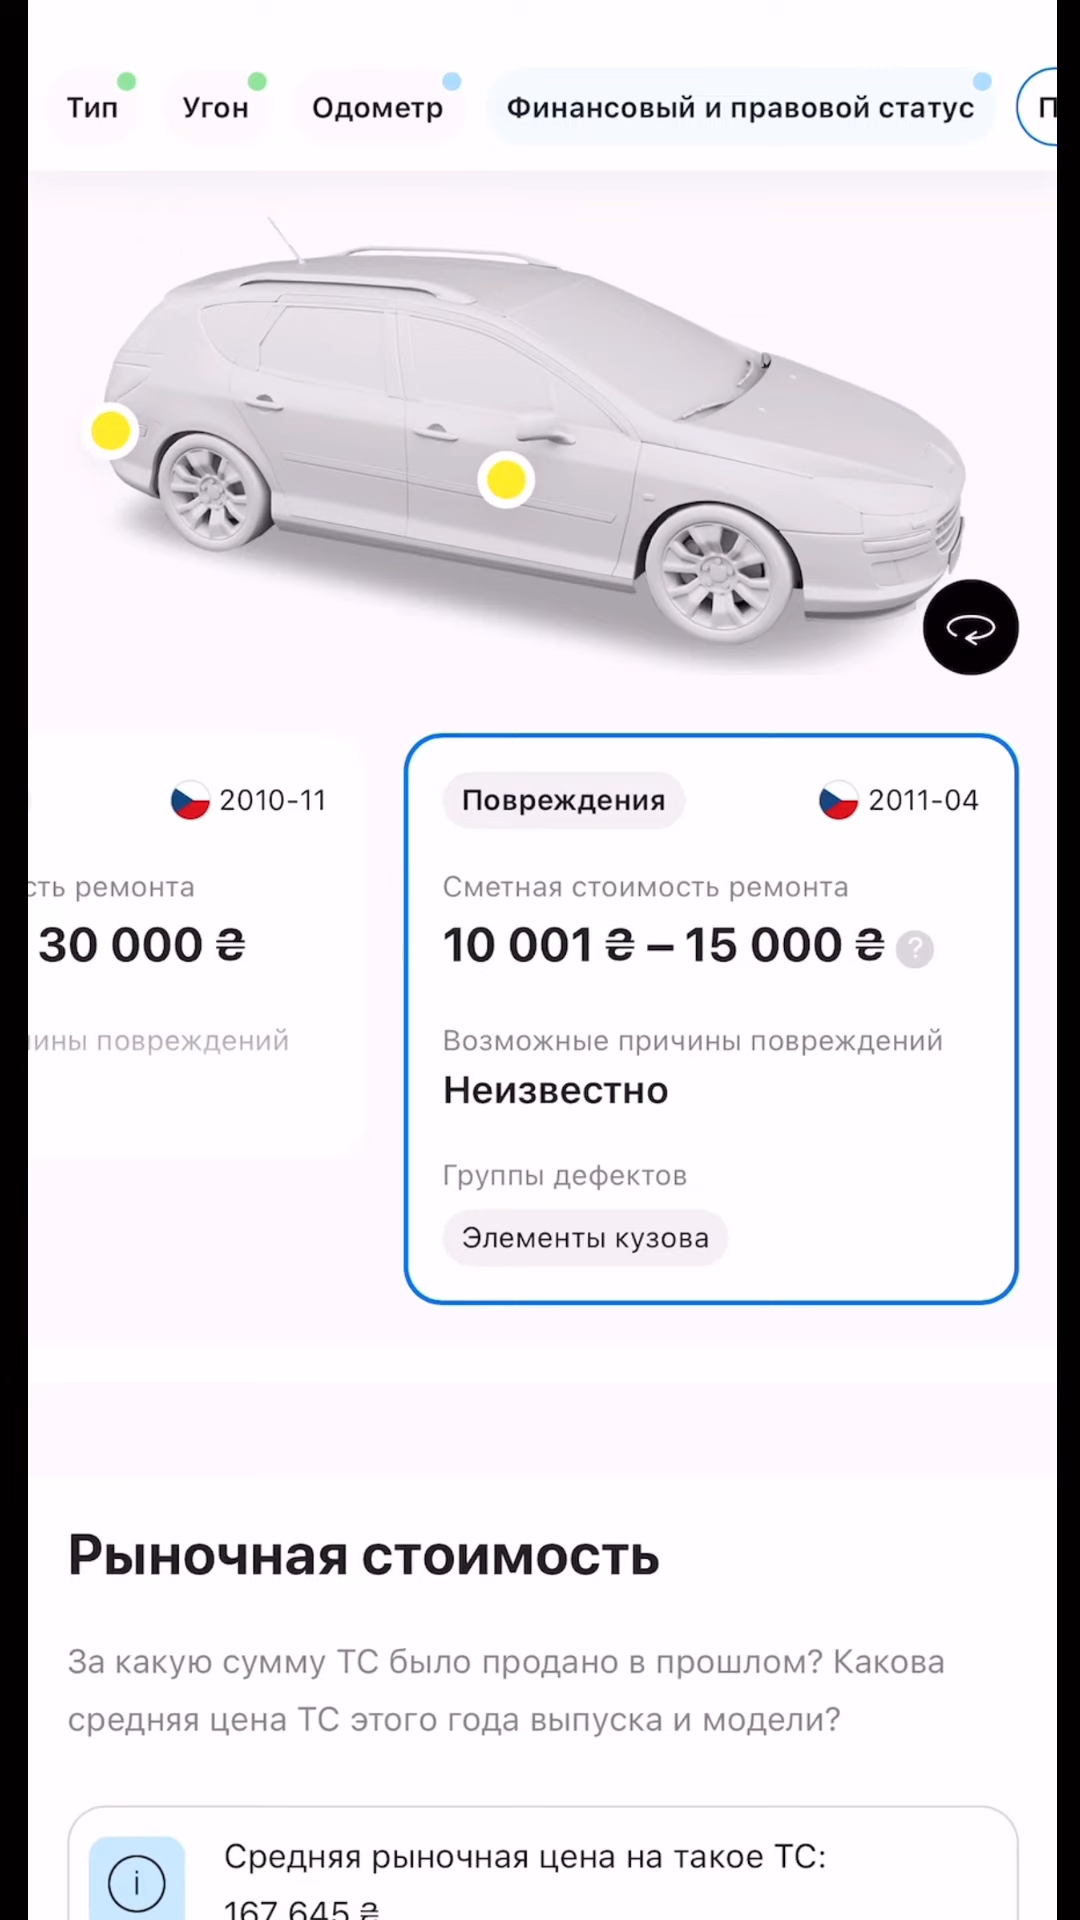 Тип Угон Одометр Финансовый и правовой статус П
2010-11
сть ремонта
30 000 ₴
ины повреждений
Повреждения 2011-04
Сметная стоимость ремонта
10 001 ₴ – 15 000 ₴ ?
Возможные причины повреждений
Неизвестно
Группы дефектов
Элементы кузова
Рыночная стоимость
За какую сумму ТС было продано в прошлом? Какова
средняя цена ТС этого года выпуска и модели?
Средняя рыночная цена на такое ТС:
167 645 ₴